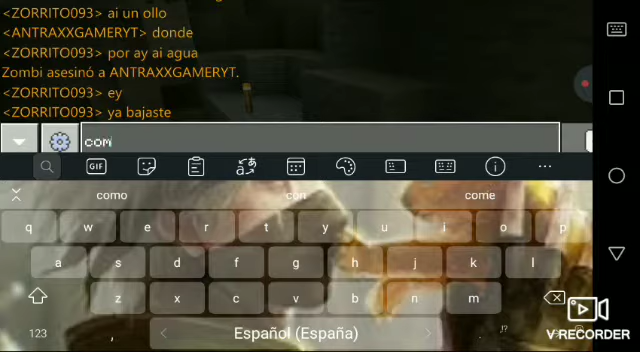 <ZORRITO093> ai un ollo
<ANTRAXXGAMERYT> donde
<ZORRITO093> por ay ai agua
Zombi asesinó a ANTRAXXGAMERYT.
<ZORRITO093> ey
<ZORRITO093> ya bajaste
com
GIF
como con come
q w e r t y u i o p
a s d f g h j k l
z x c v b n m
123 , Español (España) . !?
V RECORDER